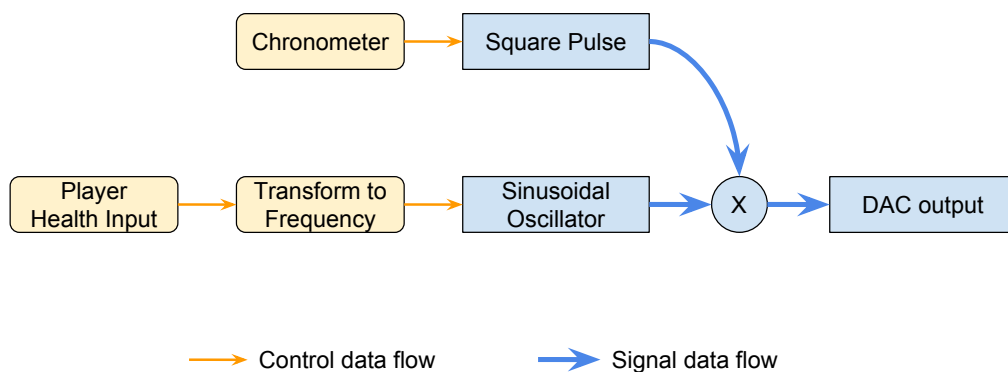 Chronometer
Square Pulse
Player
Health Input
Transform to
Frequency
Sinusoidal
Oscillator
X
DAC output
Control data flow
Signal data flow